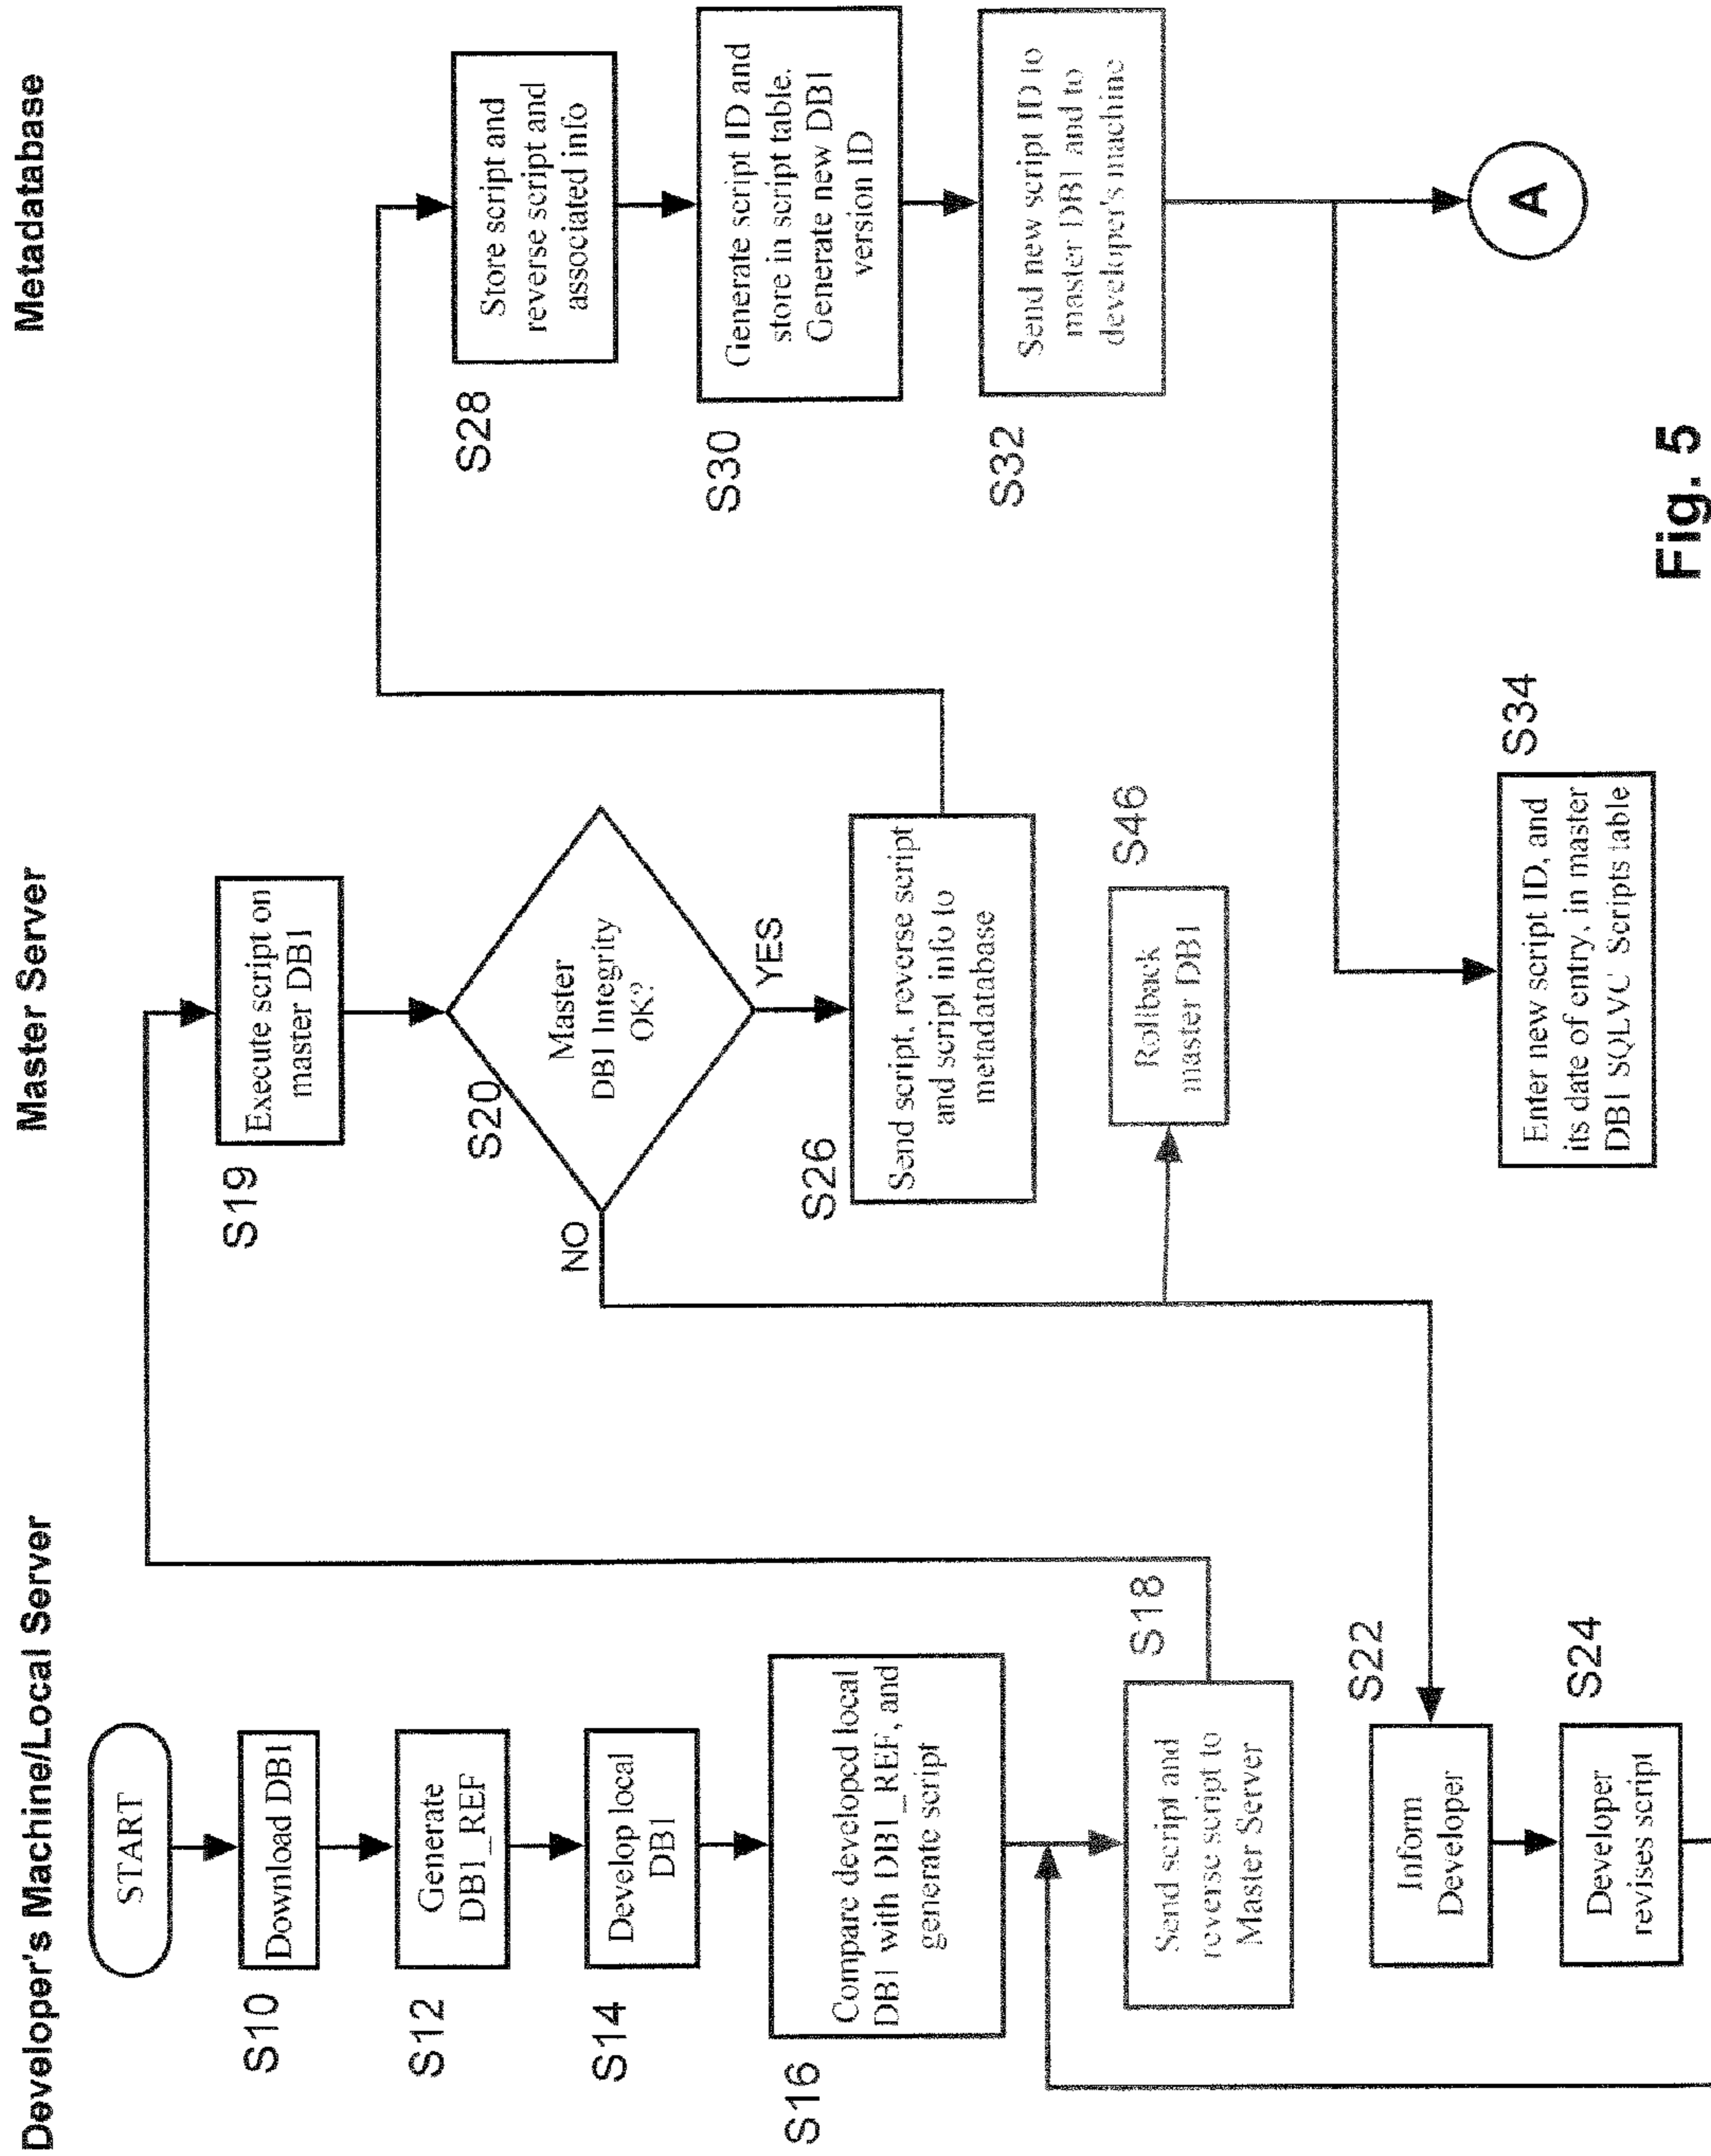 Developer's Machine/Local Server
Master Server
Metadatabase
START
S10
Download DB1
S12
Generate
DB1_REF
S14
Develop local
DB1
S16
Compare developed local
DB1 with DB1_REF, and
generate script
S18
Send script and
reverse script to
Master Server
S22
Inform
Developer
S24
Developer
revises script
S19
Execute script on
master DB1
S20
Master
DB1 Integrity
OK?
NO
YES
S26
Send script, reverse script
and script info to
metadatabase
S46
Rollback
master DB1
S34
Enter new script ID, and
its date of entry, in master
DB1 SQLVC Scripts table
S28
Store script and
reverse script and
associated info
S30
Generate script ID and
store in script table.
Generate new DB1
version ID
S32
Send new script ID to
master DB1 and to
developer's machine
A
Fig. 5